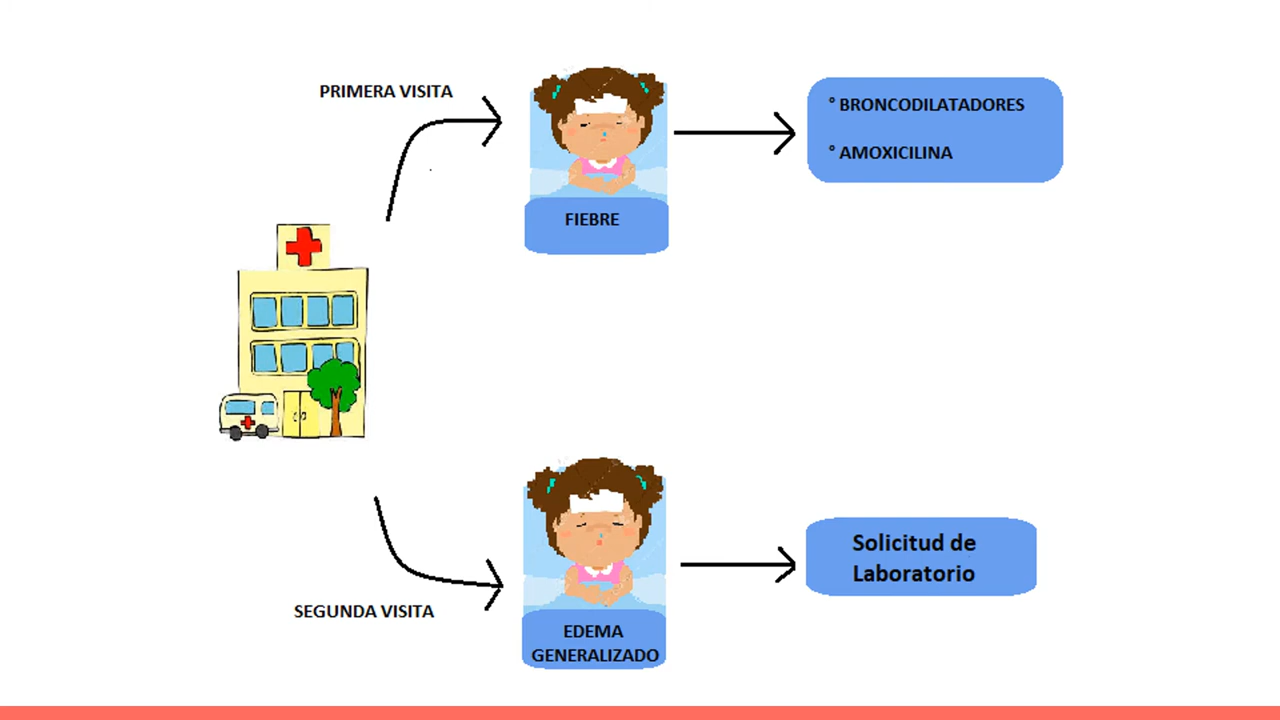 PRIMERA VISITA
° BRONCODILATADORES
° AMOXICILINA
FIEBRE
SEGUNDA VISITA
EDEMA
GENERALIZADO
Solicitud de
Laboratorio